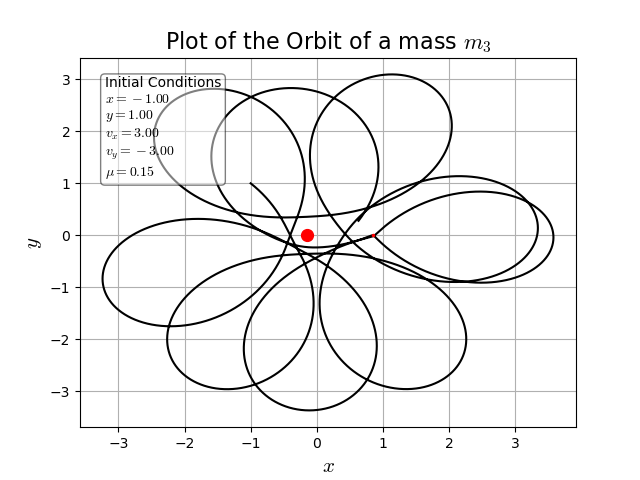 Plot of the Orbit of a mass m₃
Initial Conditions
x = −1.00
y = 1.00
vₓ = 3.00
v_y = −3.00
μ = 0.15
3
2
1
0
−1
−2
−3
y
−3 −2 −1 0 1 2 3
x